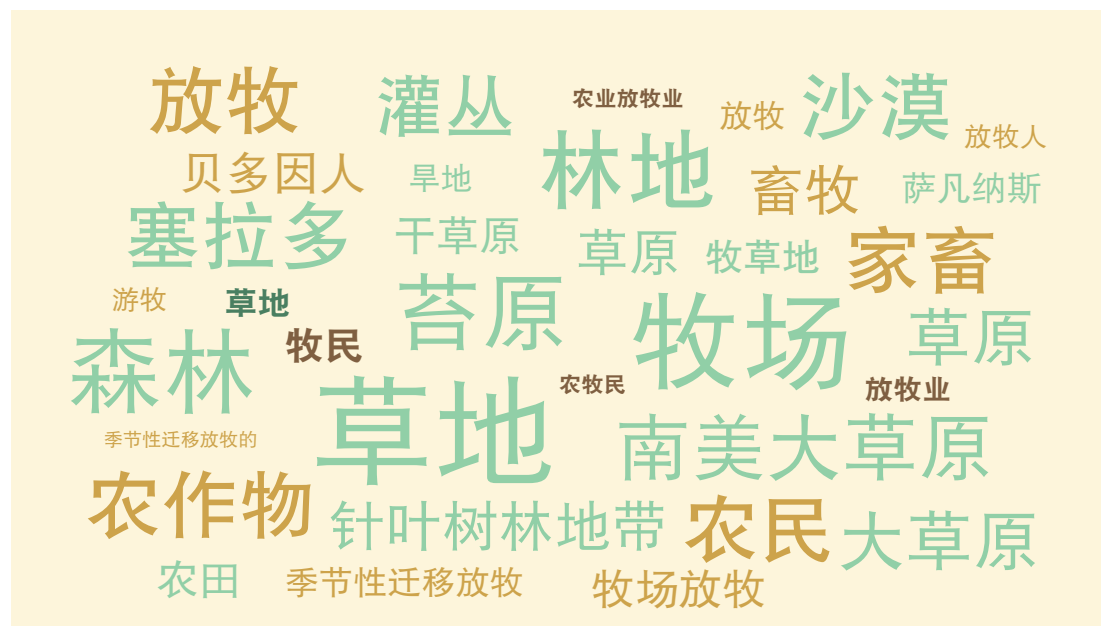 放牧
灌丛
农业放牧业
放牧
沙漠
放牧人
贝多因人
旱地
林地
畜牧
萨凡纳斯
塞拉多
干草原
草原
牧草地
家畜
游牧
草地
牧民
苔原
牧场
草原
森林
草地
农牧民
放牧业
季节性迁移放牧的
南美大草原
农作物
针叶树林地带
农民
大草原
农田
季节性迁移放牧
牧场放牧